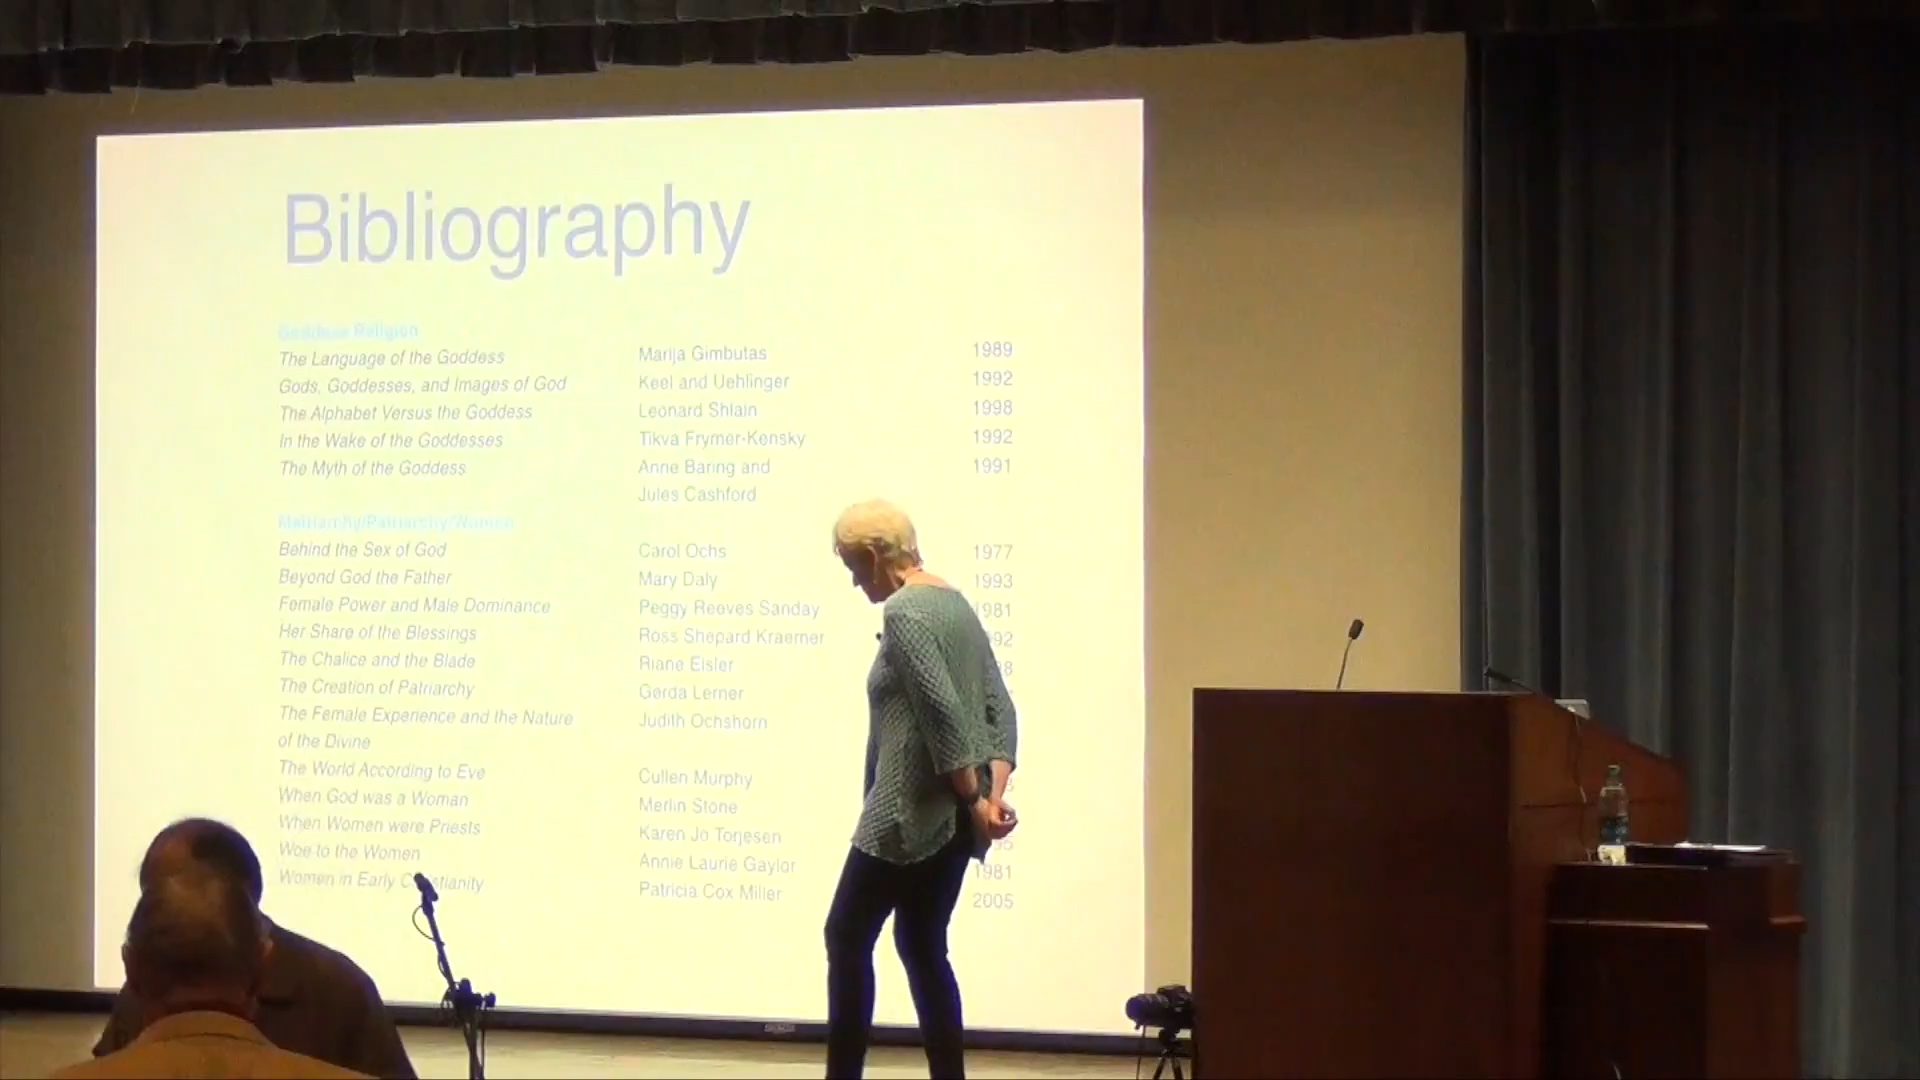 Bibliography
Goddess Religion
The Language of the Goddess Marija Gimbutas 1989
Gods, Goddesses, and Images of God Keel and Uehlinger 1992
The Alphabet Versus the Goddess Leonard Shlain 1998
In the Wake of the Goddesses Tikva Frymer-Kensky 1992
The Myth of the Goddess Anne Baring and 1991
Jules Cashford
Matriarchy/Patriarchy/Women
Behind the Sex of God Carol Ochs 1977
Beyond God the Father Mary Daly 1993
Female Power and Male Dominance Peggy Reeves Sanday 1981
Her Share of the Blessings Ross Shepard Kraemer 92
The Chalice and the Blade Riane Eisler 8
The Creation of Patriarchy Gerda Lerner
The Female Experience and the Nature Judith Ochshorn
of the Divine
The World According to Eve Cullen Murphy
When God was a Woman Merlin Stone
When Women were Priests Karen Jo Torjesen 95
Woe to the Women Annie Laurie Gaylor 1981
Women in Early Patricia Cox Miller 2005